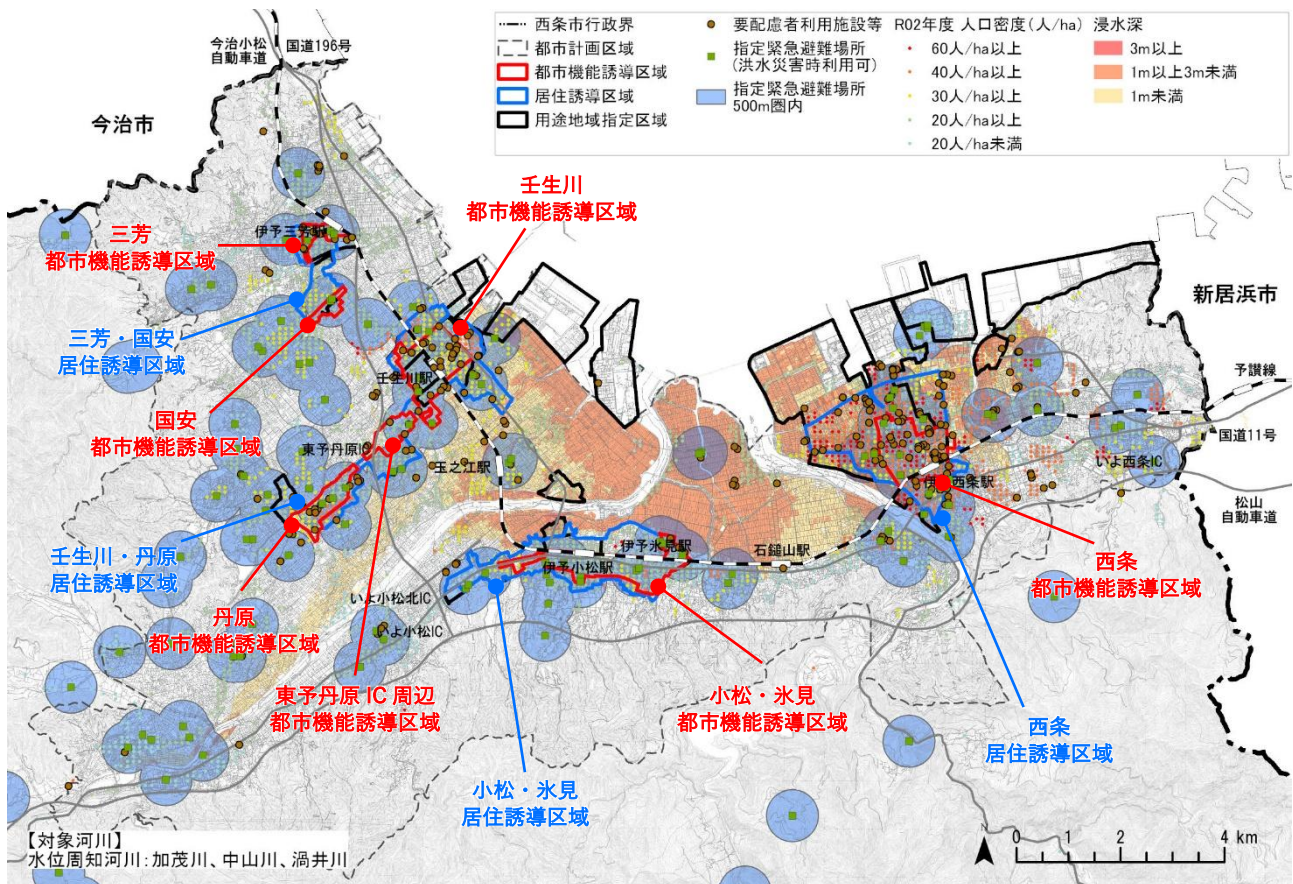 西条市行政界
都市計画区域
都市機能誘導区域
居住誘導区域
用途地域指定区域
要配慮者利用施設等
指定緊急避難場所
(洪水災害時利用可)
指定緊急避難場所
500m圏内
R02年度 人口密度(人/ha)
60人/ha以上
40人/ha以上
30人/ha以上
20人/ha以上
20人/ha未満
浸水深
3m以上
1m以上3m未満
1m未満
今治小松
自動車道
国道196号
今治市
壬生川
都市機能誘導区域
伊予三芳駅
三芳
都市機能誘導区域
新居浜市
三芳・国安
居住誘導区域
予讃線
壬生川駅
国安
都市機能誘導区域
国道11号
東予丹原IC
玉之江駅
いよ西条IC
伊予西条駅
松山
自動車道
壬生川・丹原
居住誘導区域
伊予氷見駅
石鎚山駅
伊予小松駅
西条
都市機能誘導区域
いよ小松北IC
丹原
都市機能誘導区域
いよ小松IC
東予丹原IC周辺
都市機能誘導区域
小松・氷見
都市機能誘導区域
西条
居住誘導区域
小松・氷見
居住誘導区域
【対象河川】
水位周知河川:加茂川、中山川、渦井川
0 1 2 4 km